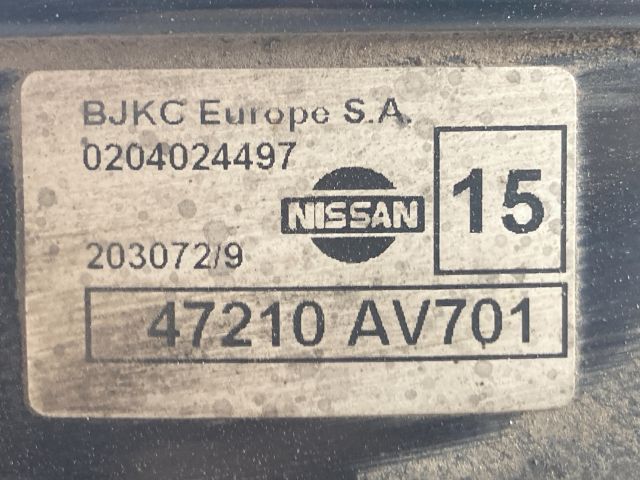 BJKC Europe S.A.
0204024497
NISSAN
15
203072/9
47210 AV701